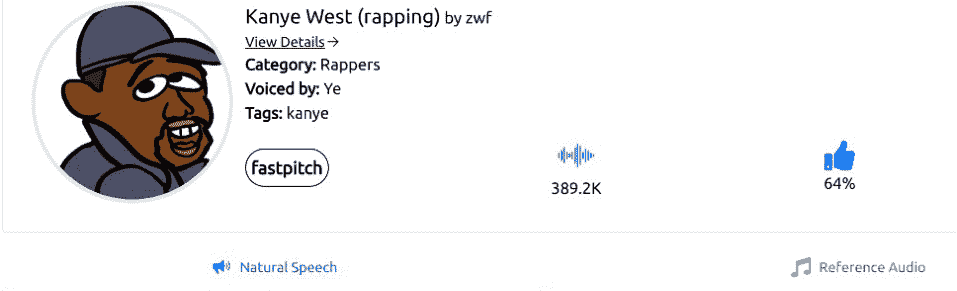 Kanye West (rapping) by zwf
View Details→
Category: Rappers
Voiced by: Ye
Tags: kanye
fastpitch
389.2K
64%
Natural Speech
Reference Audio